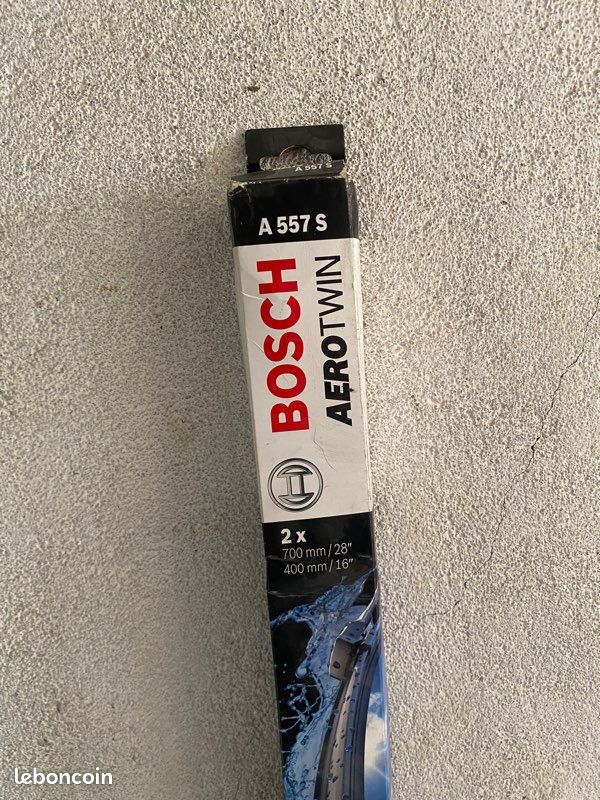 A 557 S
A 557 S
BOSCH
AEROTWIN
2 x
700 mm / 28"
400 mm / 16"
leboncoin